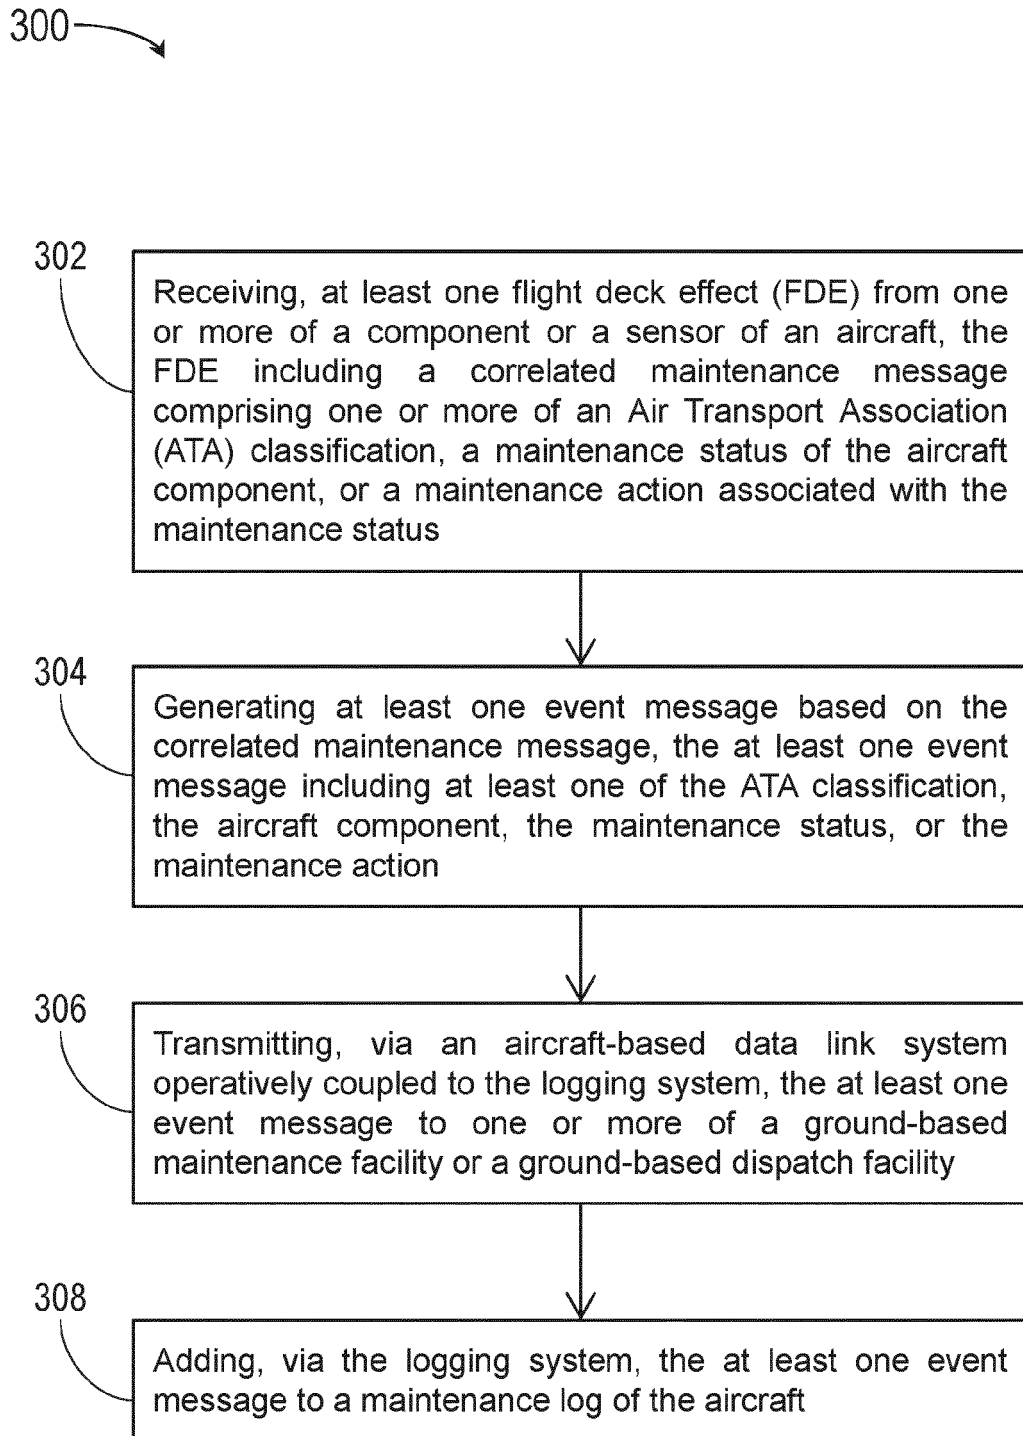 300
302
Receiving, at least one flight deck effect (FDE) from one
or more of a component or a sensor of an aircraft, the
FDE including a correlated maintenance message
comprising one or more of an Air Transport Association
(ATA) classification, a maintenance status of the aircraft
component, or a maintenance action associated with the
maintenance status
304
Generating at least one event message based on the
correlated maintenance message, the at least one event
message including at least one of the ATA classification,
the aircraft component, the maintenance status, or the
maintenance action
306
Transmitting, via an aircraft-based data link system
operatively coupled to the logging system, the at least one
event message to one or more of a ground-based
maintenance facility or a ground-based dispatch facility
308
Adding, via the logging system, the at least one event
message to a maintenance log of the aircraft